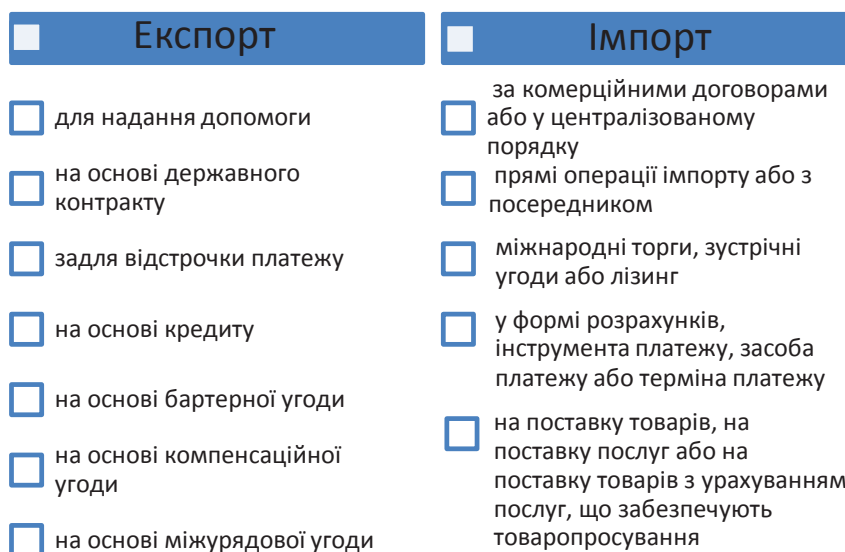 Експорт
для надання допомоги
на основі державного
контракту
задля відстрочки платежу
на основі кредиту
на основі бартерної угоди
на основі компенсаційної
угоди
на основі міжурядової угоди
Імпорт
за комерційними договорами
або у централізованому
порядку
прямі операції імпорту або з
посередником
міжнародні торги, зустрічні
угоди або лізинг
у формі розрахунків,
інструмента платежу, засоба
платежу або терміна платежу
на поставку товарів, на
поставку послуг або на
поставку товарів з урахуванням
послуг, що забезпечують
товаропросування